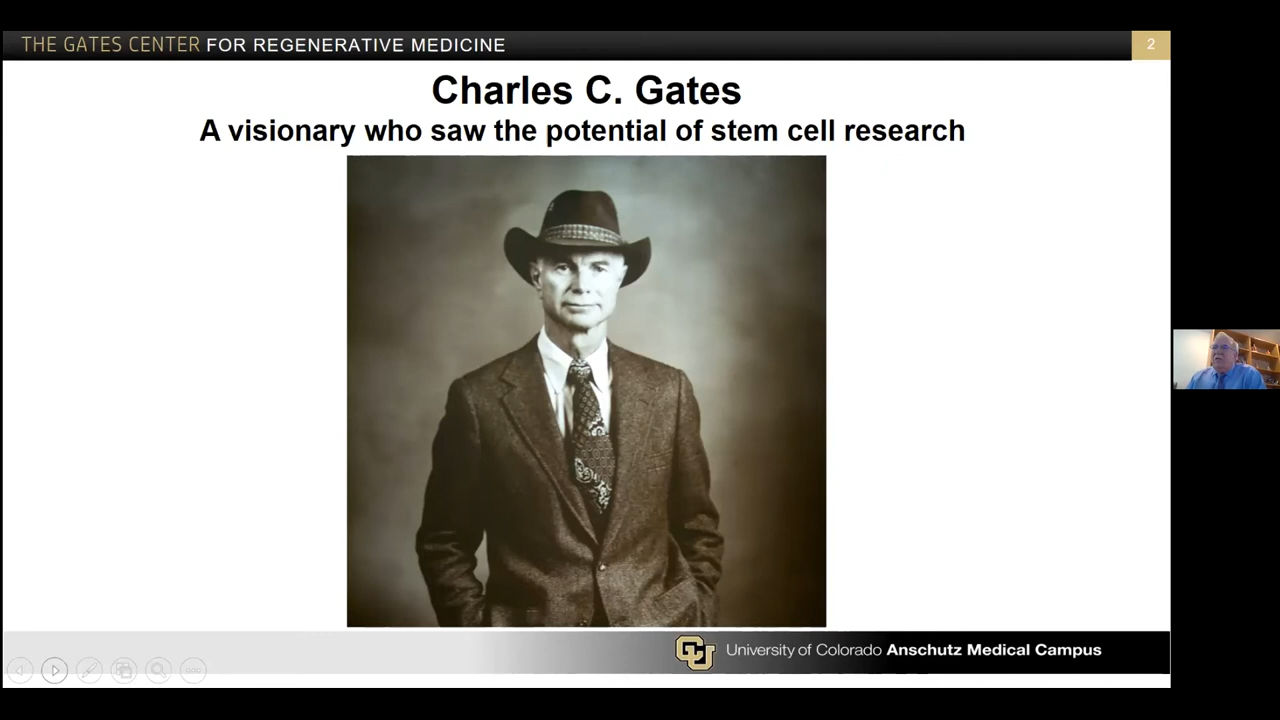 THE GATES CENTER FOR REGENERATIVE MEDICINE
2
Charles C. Gates
A visionary who saw the potential of stem cell research
CU
University of Colorado Anschutz Medical Campus